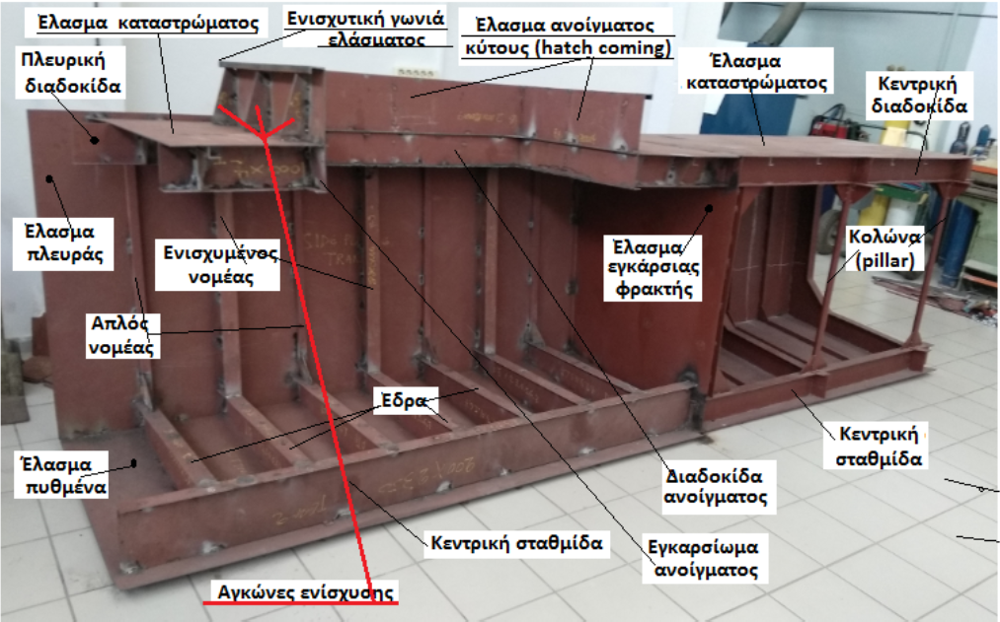 Έλασμα καταστρώματος
Ενισχυτική γωνιά
ελάσματος
Έλασμα ανοίγματος
κύτους (hatch coming)
Πλευρική
διαδοκίδα
Έλασμα
καταστρώματος
Κεντρική
διαδοκίδα
Έλασμα
πλευράς
Ενισχυμένος
νομέας
Έλασμα
εγκάρσιας
φρακτής
Κολώνα
(pillar)
Απλός
νομέας
Έδρα
Έλασμα
πυθμένα
Κεντρική
σταθμίδα
Διαδοκίδα
ανοίγματος
Κεντρική σταθμίδα
Εγκαρσίωμα
ανοίγματος
Αγκώνες ενίσχυσης